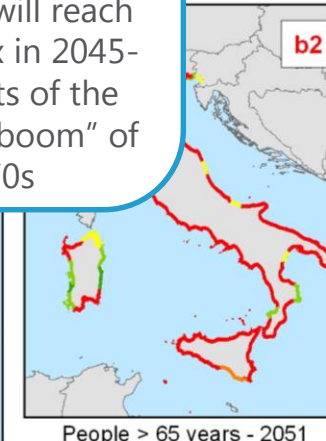 will reach
x in 2045-
ts of the
boom” of
0s
b2
People > 65 years - 2051